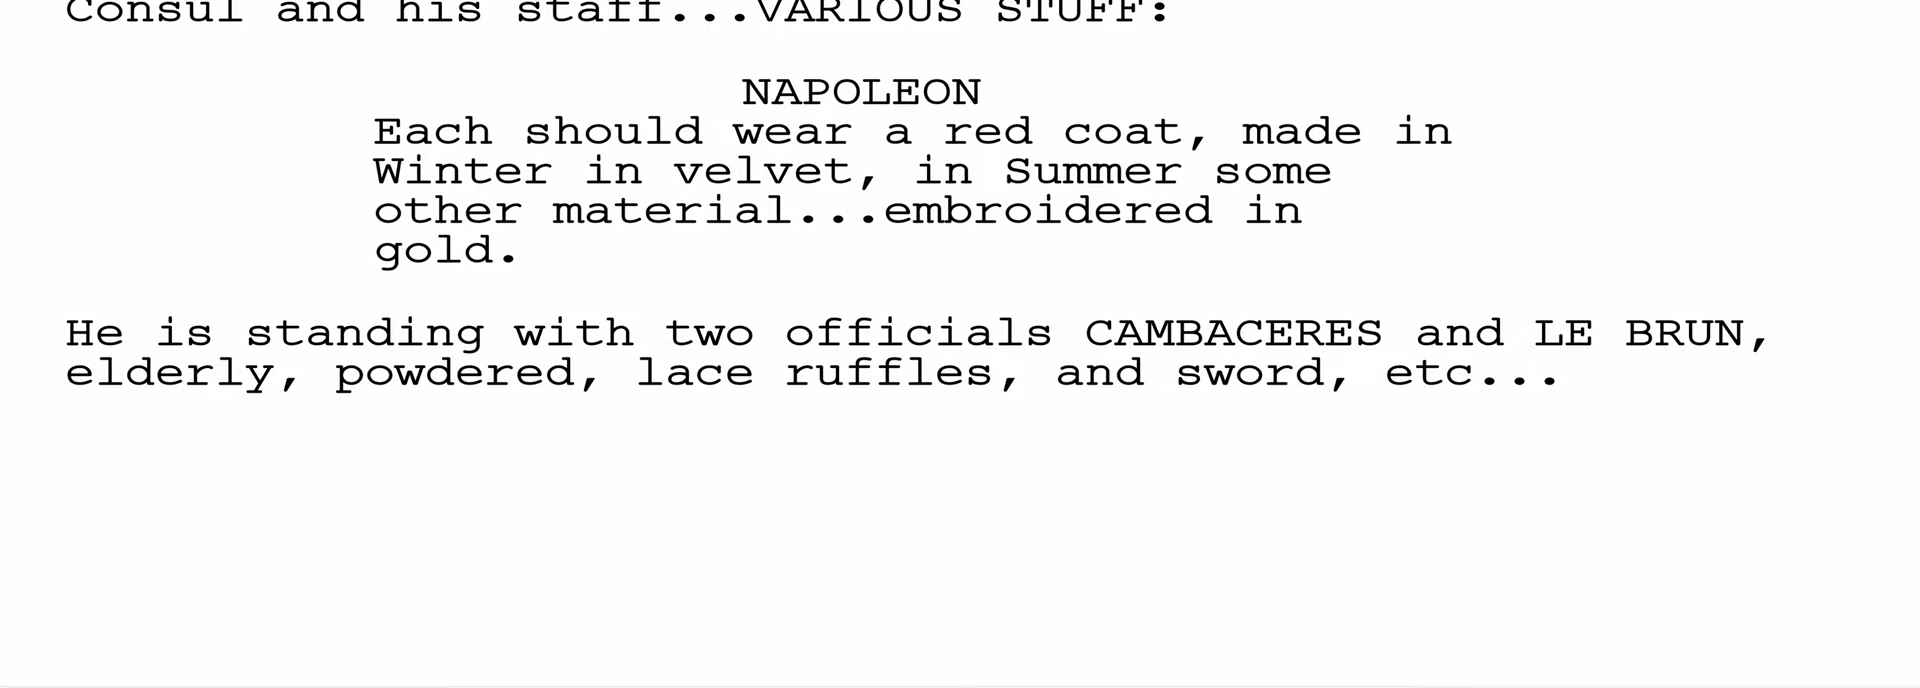 Consul and his staff...VARIOUS STUFF:
NAPOLEON
Each should wear a red coat, made in
Winter in velvet, in Summer some
other material...embroidered in
gold.
He is standing with two officials CAMBACERES and LE BRUN,
elderly, powdered, lace ruffles, and sword, etc...